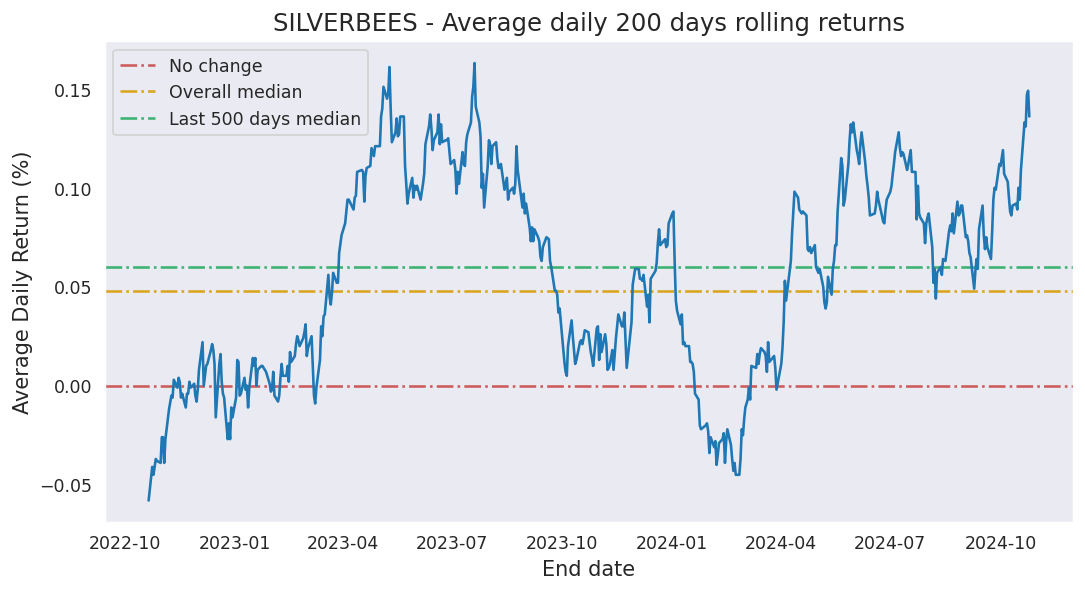 SILVERBEES - Average daily 200 days rolling returns
No change
Overall median
Last 500 days median
Average Daily Return (%)
0.15
0.10
0.05
0.00
−0.05
2022-10 2023-01 2023-04 2023-07 2023-10 2024-01 2024-04 2024-07 2024-10
End date